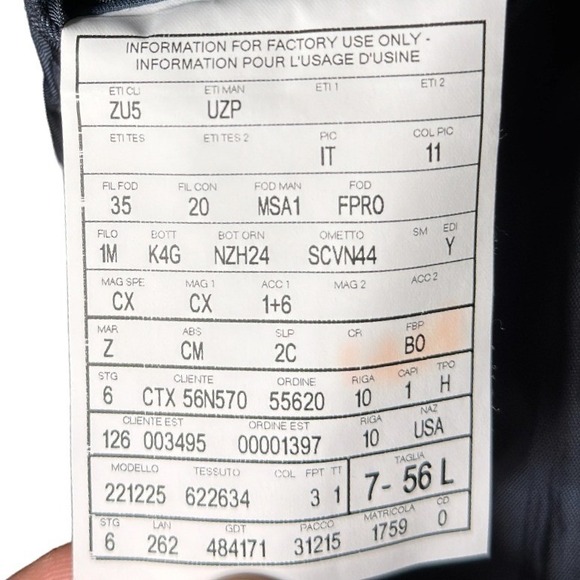 INFORMATION FOR FACTORY USE ONLY -
INFORMATION POUR L'USAGE D'USINE
ETI CLI ETI MAN ETI 1 ETI 2
ZU5 UZP
ETI TES ETI TES 2 PIC COL PIC
IT 11
FIL FOD FIL CON FOD MAN FOD
35 20 MSA1 FPRO
FILO BOTT BOT ORN OMETTO SM EDI
1M K4G NZH24 SCVN44 Y
MAG SPE MAG 1 ACC 1 MAG 2 ACC 2
CX CX 1+6
MAR ABS SLP CR FBP
Z CM 2C BO
STG CLIENTE ORDINE RIGA CAPI TPO
6 CTX 56N570 55620 10 1 H
CLIENTE EST ORDINE EST RIGA NAZ
126 003495 00001397 10 USA
MODELLO TESSUTO COL FPT TT TAGLIA
221225 622634 3 1 7- 56 L
STG LAN GDT PACCO MATRICOLA CD
6 262 484171 31215 1759 0